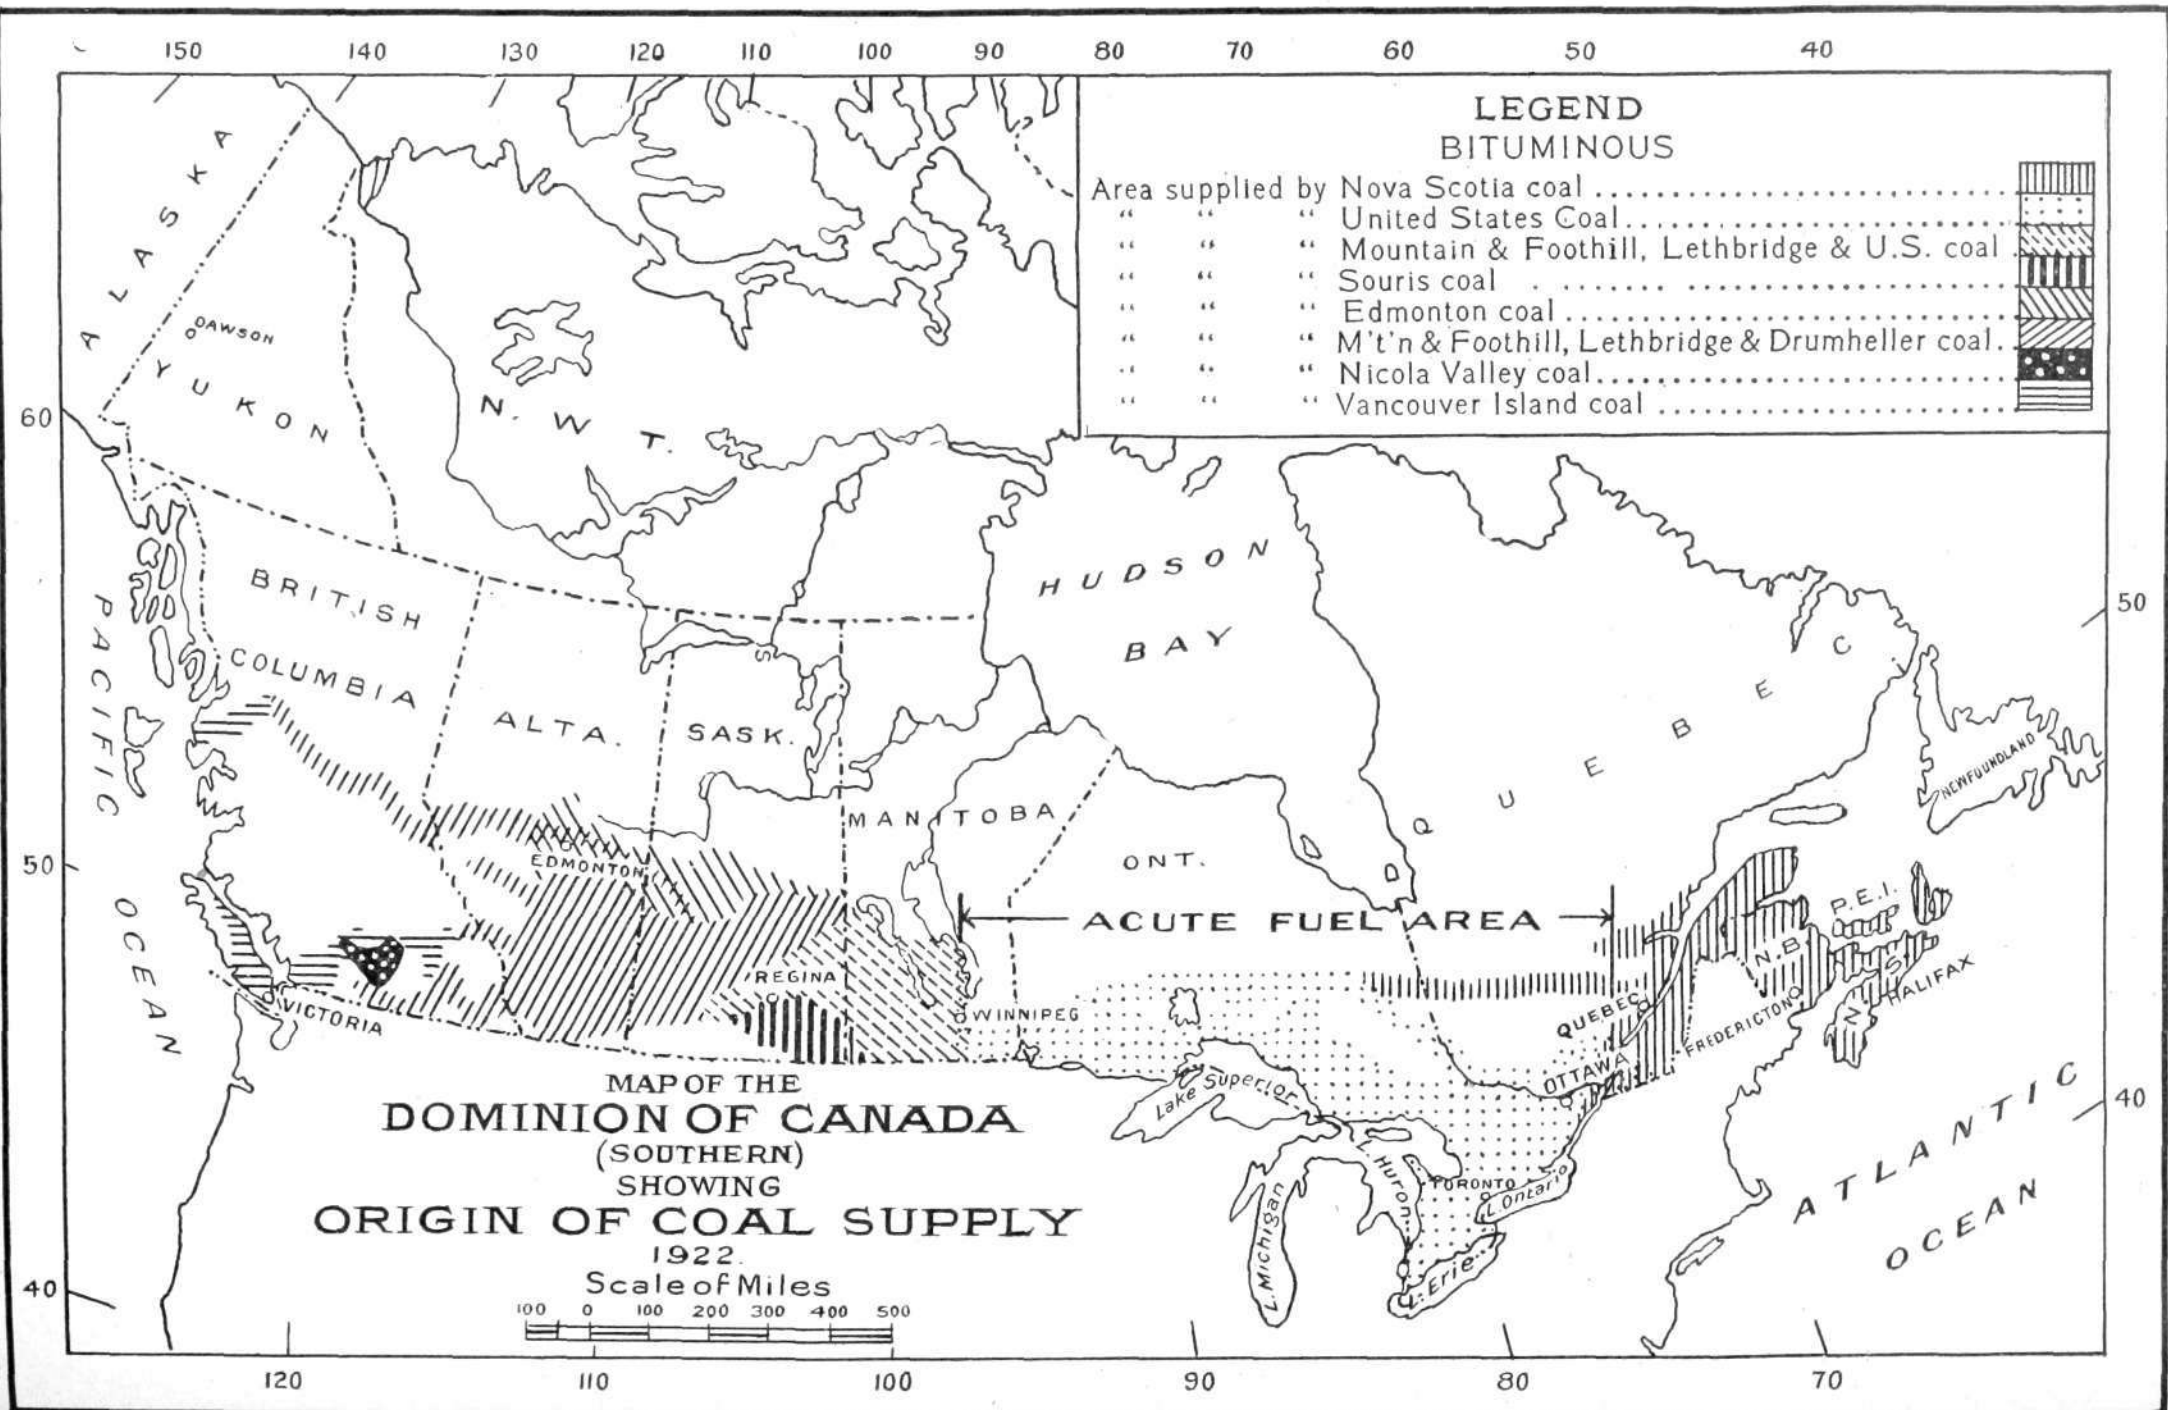 150 140 130 120 110 100 90 80 70 60 50 40
LEGEND
BITUMINOUS
Area supplied by Nova Scotia coal
“ “ “ United States Coal
“ “ “ Mountain & Foothill, Lethbridge & U.S. coal
“ “ “ Souris coal
“ “ “ Edmonton coal
“ “ “ M't'n & Foothill, Lethbridge & Drumheller coal.
“ “ “ Nicola Valley coal
“ “ “ Vancouver Island coal
ALASKA
DAWSON
YUKON
N. W. T.
60
HUDSON
BAY
50
BRITISH
COLUMBIA
PACIFIC
OCEAN
ALTA.
SASK.
MANITOBA
ONT.
QUEBEC
NEWFOUNDLAND
50
EDMONTON
ACUTE FUEL AREA
P.E.I.
N.B.
N.S.
HALIFAX
REGINA
WINNIPEG
VICTORIA
QUEBEC
FREDERICTON
OTTAWA
40
Lake Superior
L. Huron
TORONTO
L. Ontario
L. Michigan
L. Erie
ATLANTIC
OCEAN
MAP OF THE
DOMINION OF CANADA
(SOUTHERN)
SHOWING
ORIGIN OF COAL SUPPLY
1922.
Scale of Miles
100 0 100 200 300 400 500
40
120 110 100 90 80 70